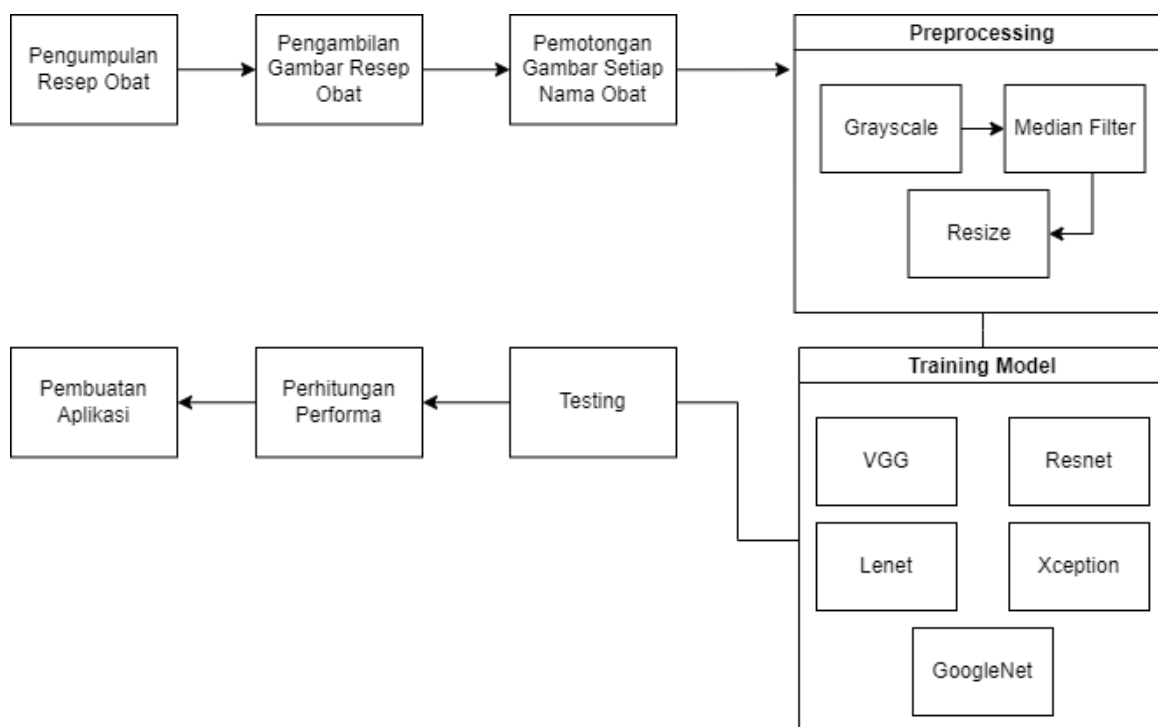 Pengumpulan
Resep Obat
Pengambilan
Gambar Resep
Obat
Pemotongan
Gambar Setiap
Nama Obat
Preprocessing
Grayscale
Median Filter
Resize
Training Model
VGG
Resnet
Lenet
Xception
GoogleNet
Testing
Perhitungan
Performa
Pembuatan
Aplikasi